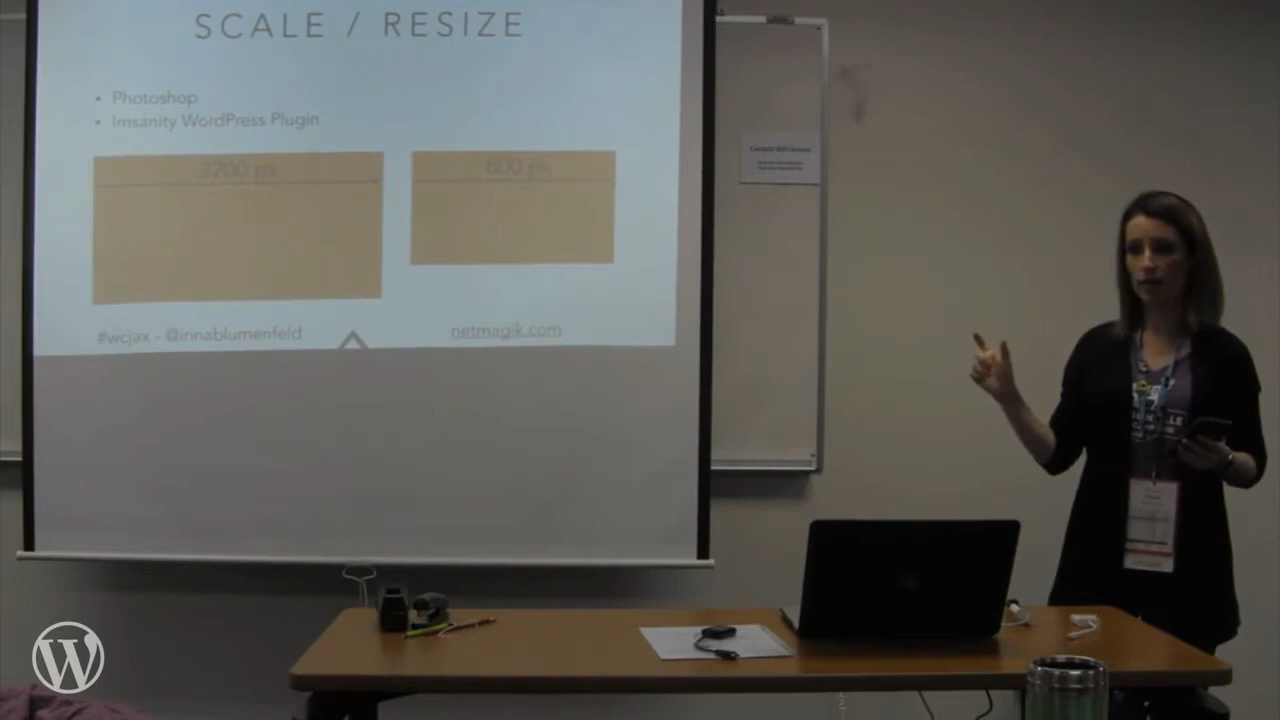 SCALE / RESIZE
• Photoshop
• Imsanity WordPress Plugin
3200 px
800 px
#wcjax - @irinablumenfeld
netmagik.com